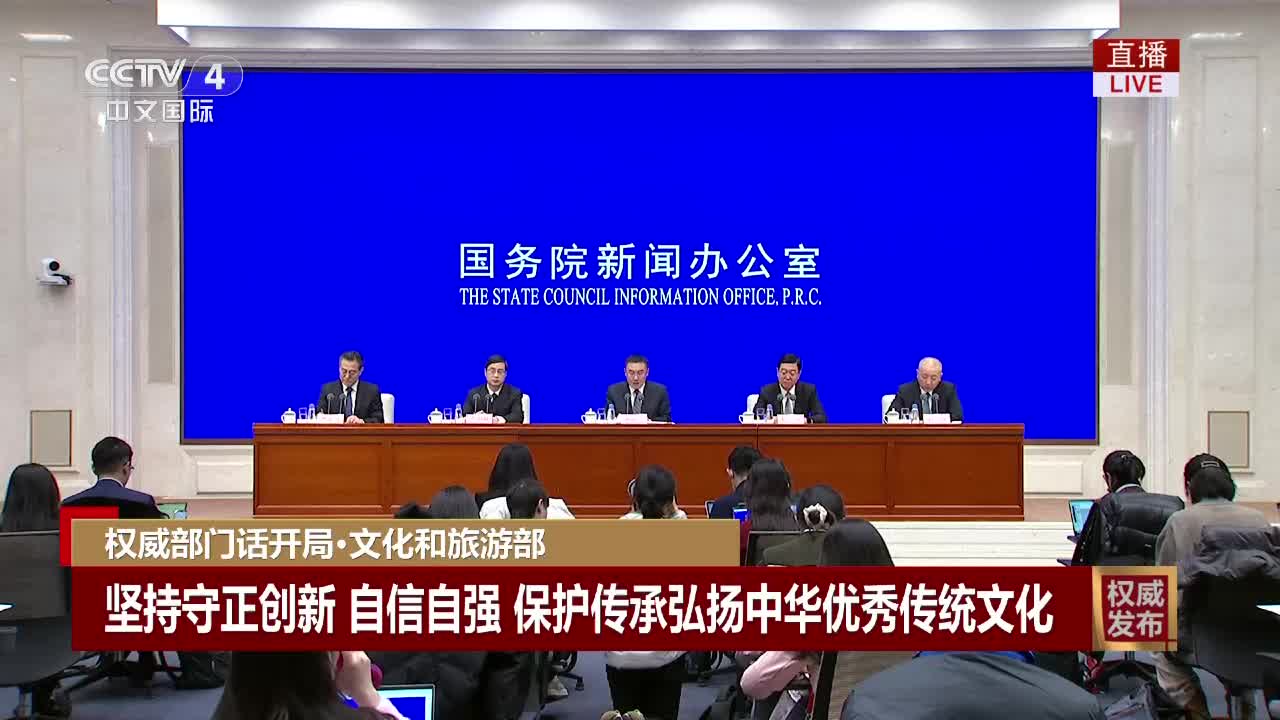 CCTV 4
中文国际
直播
LIVE
国务院新闻办公室
THE STATE COUNCIL INFORMATION OFFICE, P.R.C.
权威部门话开局·文化和旅游部
坚持守正创新 自信自强 保护传承弘扬中华优秀传统文化
权威
发布